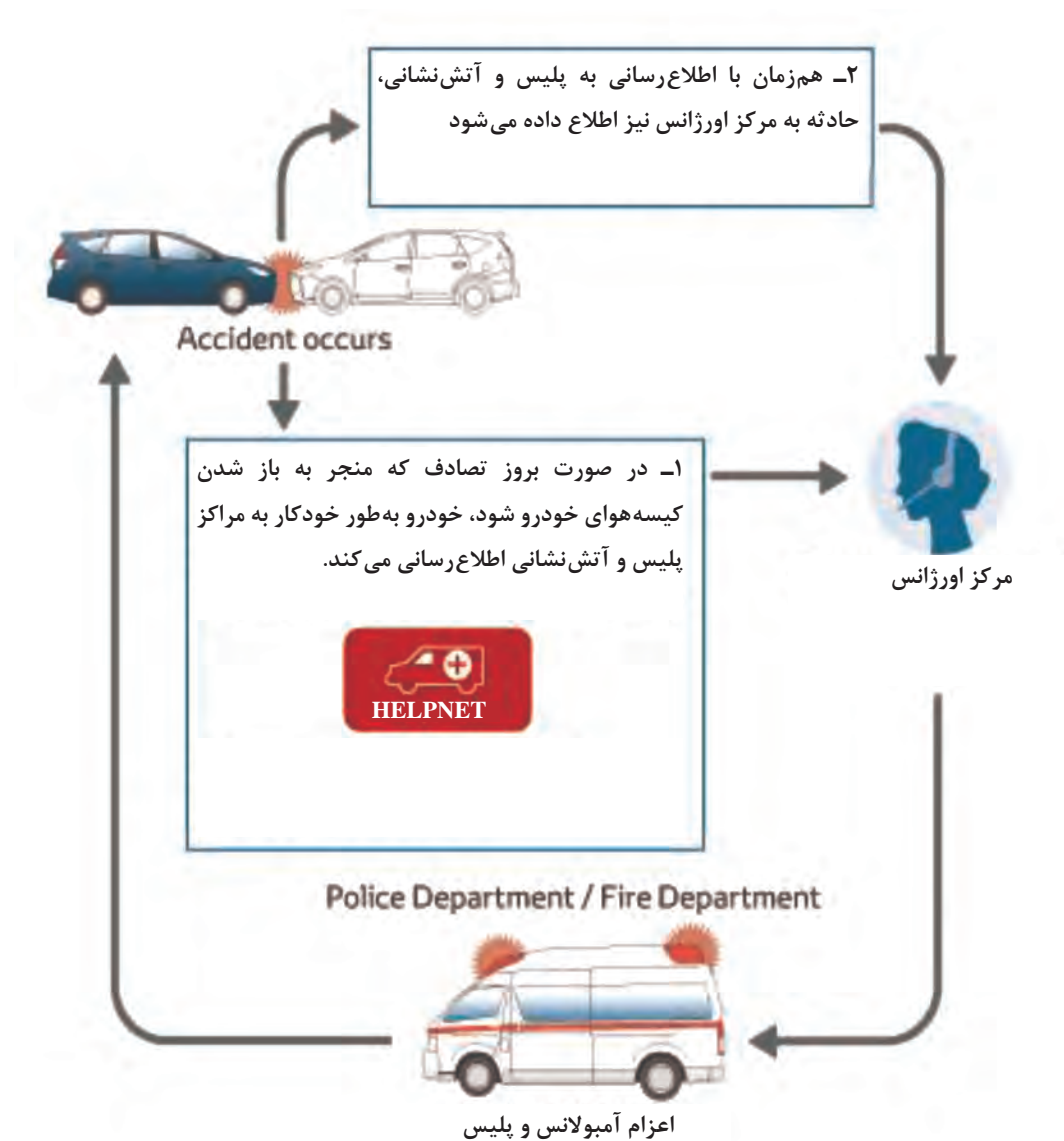 ۲ـ هم‌زمان با اطلاع‌رسانی به پلیس و آتش‌نشانی،
حادثه به مرکز اورژانس نیز اطلاع داده می‌شود
Accident occurs
۱ـ در صورت بروز تصادف که منجر به باز شدن
کیسه‌هوای خودرو شود، خودرو به‌طور خودکار به مراکز
پلیس و آتش‌نشانی اطلاع‌رسانی می‌کند.
HELPNET
مرکز اورژانس
Police Department / Fire Department
اعزام آمبولانس و پلیس